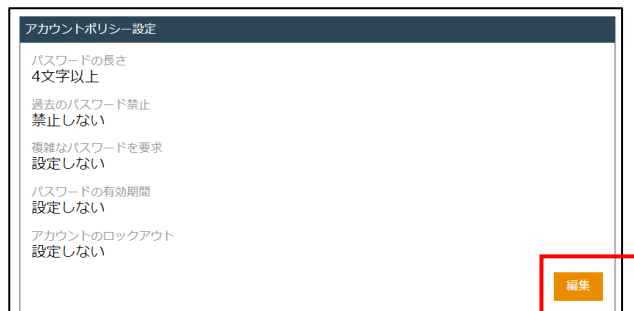 アカウントポリシー設定
パスワードの長さ
4文字以上
過去のパスワード禁止
禁止しない
複雑なパスワードを要求
設定しない
パスワードの有効期間
設定しない
アカウントのロックアウト
設定しない
編集